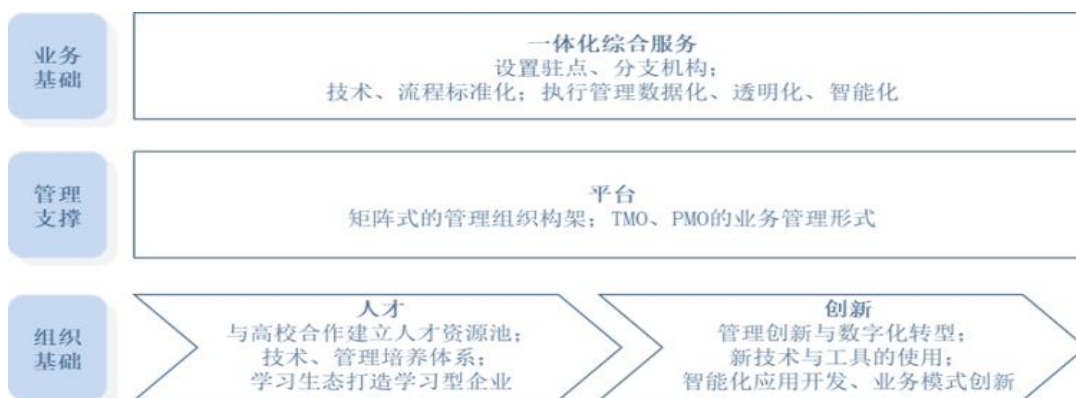 业务
基础
一体化综合服务
设置驻点、分支机构;
技术、流程标准化; 执行管理数据化、透明化、智能化
管理
支撑
平台
矩阵式的管理组织构架; TMO、PMO的业务管理形式
组织
基础
人才
与高校合作建立人才资源池;
技术、管理培养体系;
学习生态打造学习型企业
创新
管理创新与数字化转型;
新技术与工具的使用;
智能化应用开发、业务模式创新